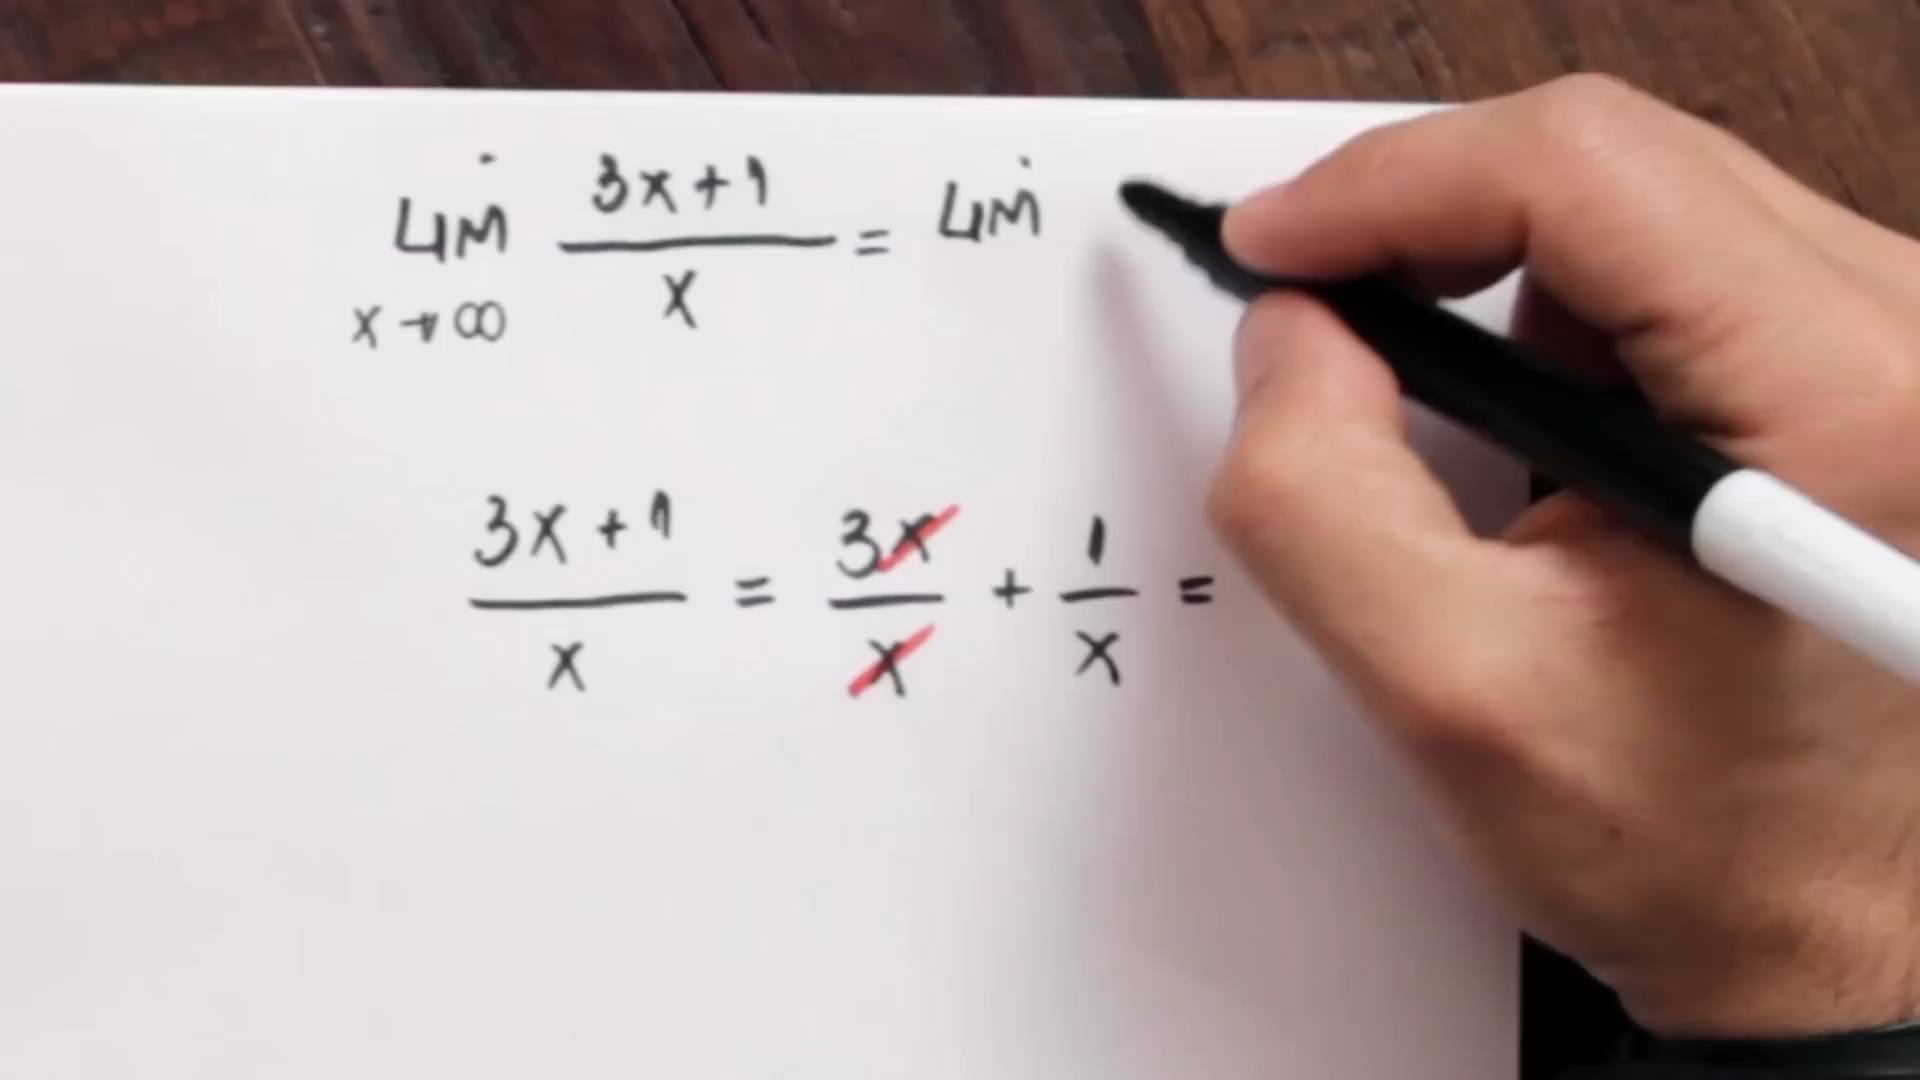 LIM 3x+1 / x = LIM
x→∞
3x+1 / x = 3x / x + 1 / x =